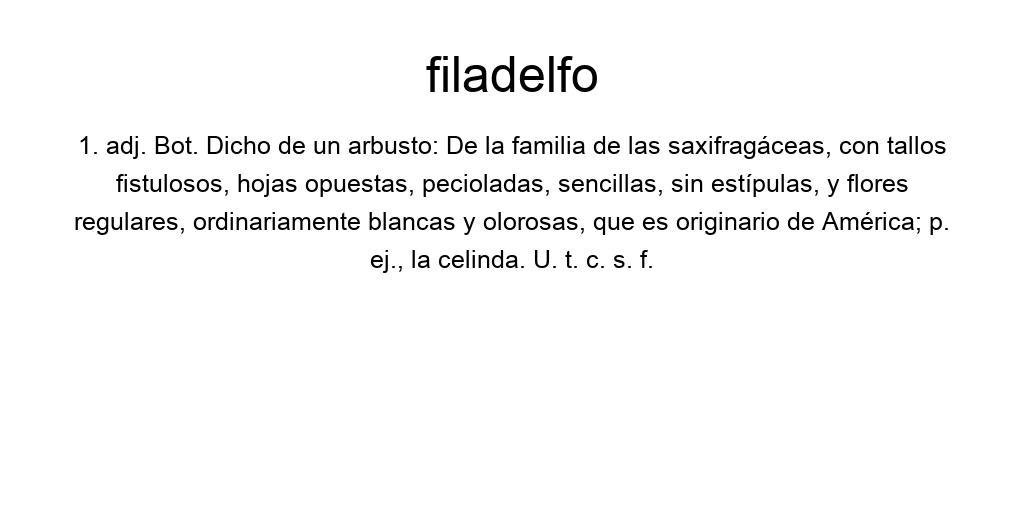 filadelfo
1. adj. Bot. Dicho de un arbusto: De la familia de las saxifragáceas, con tallos
fistulosos, hojas opuestas, pecioladas, sencillas, sin estípulas, y flores
regulares, ordinariamente blancas y olorosas, que es originario de América; p.
ej., la celinda. U. t. c. s. f.